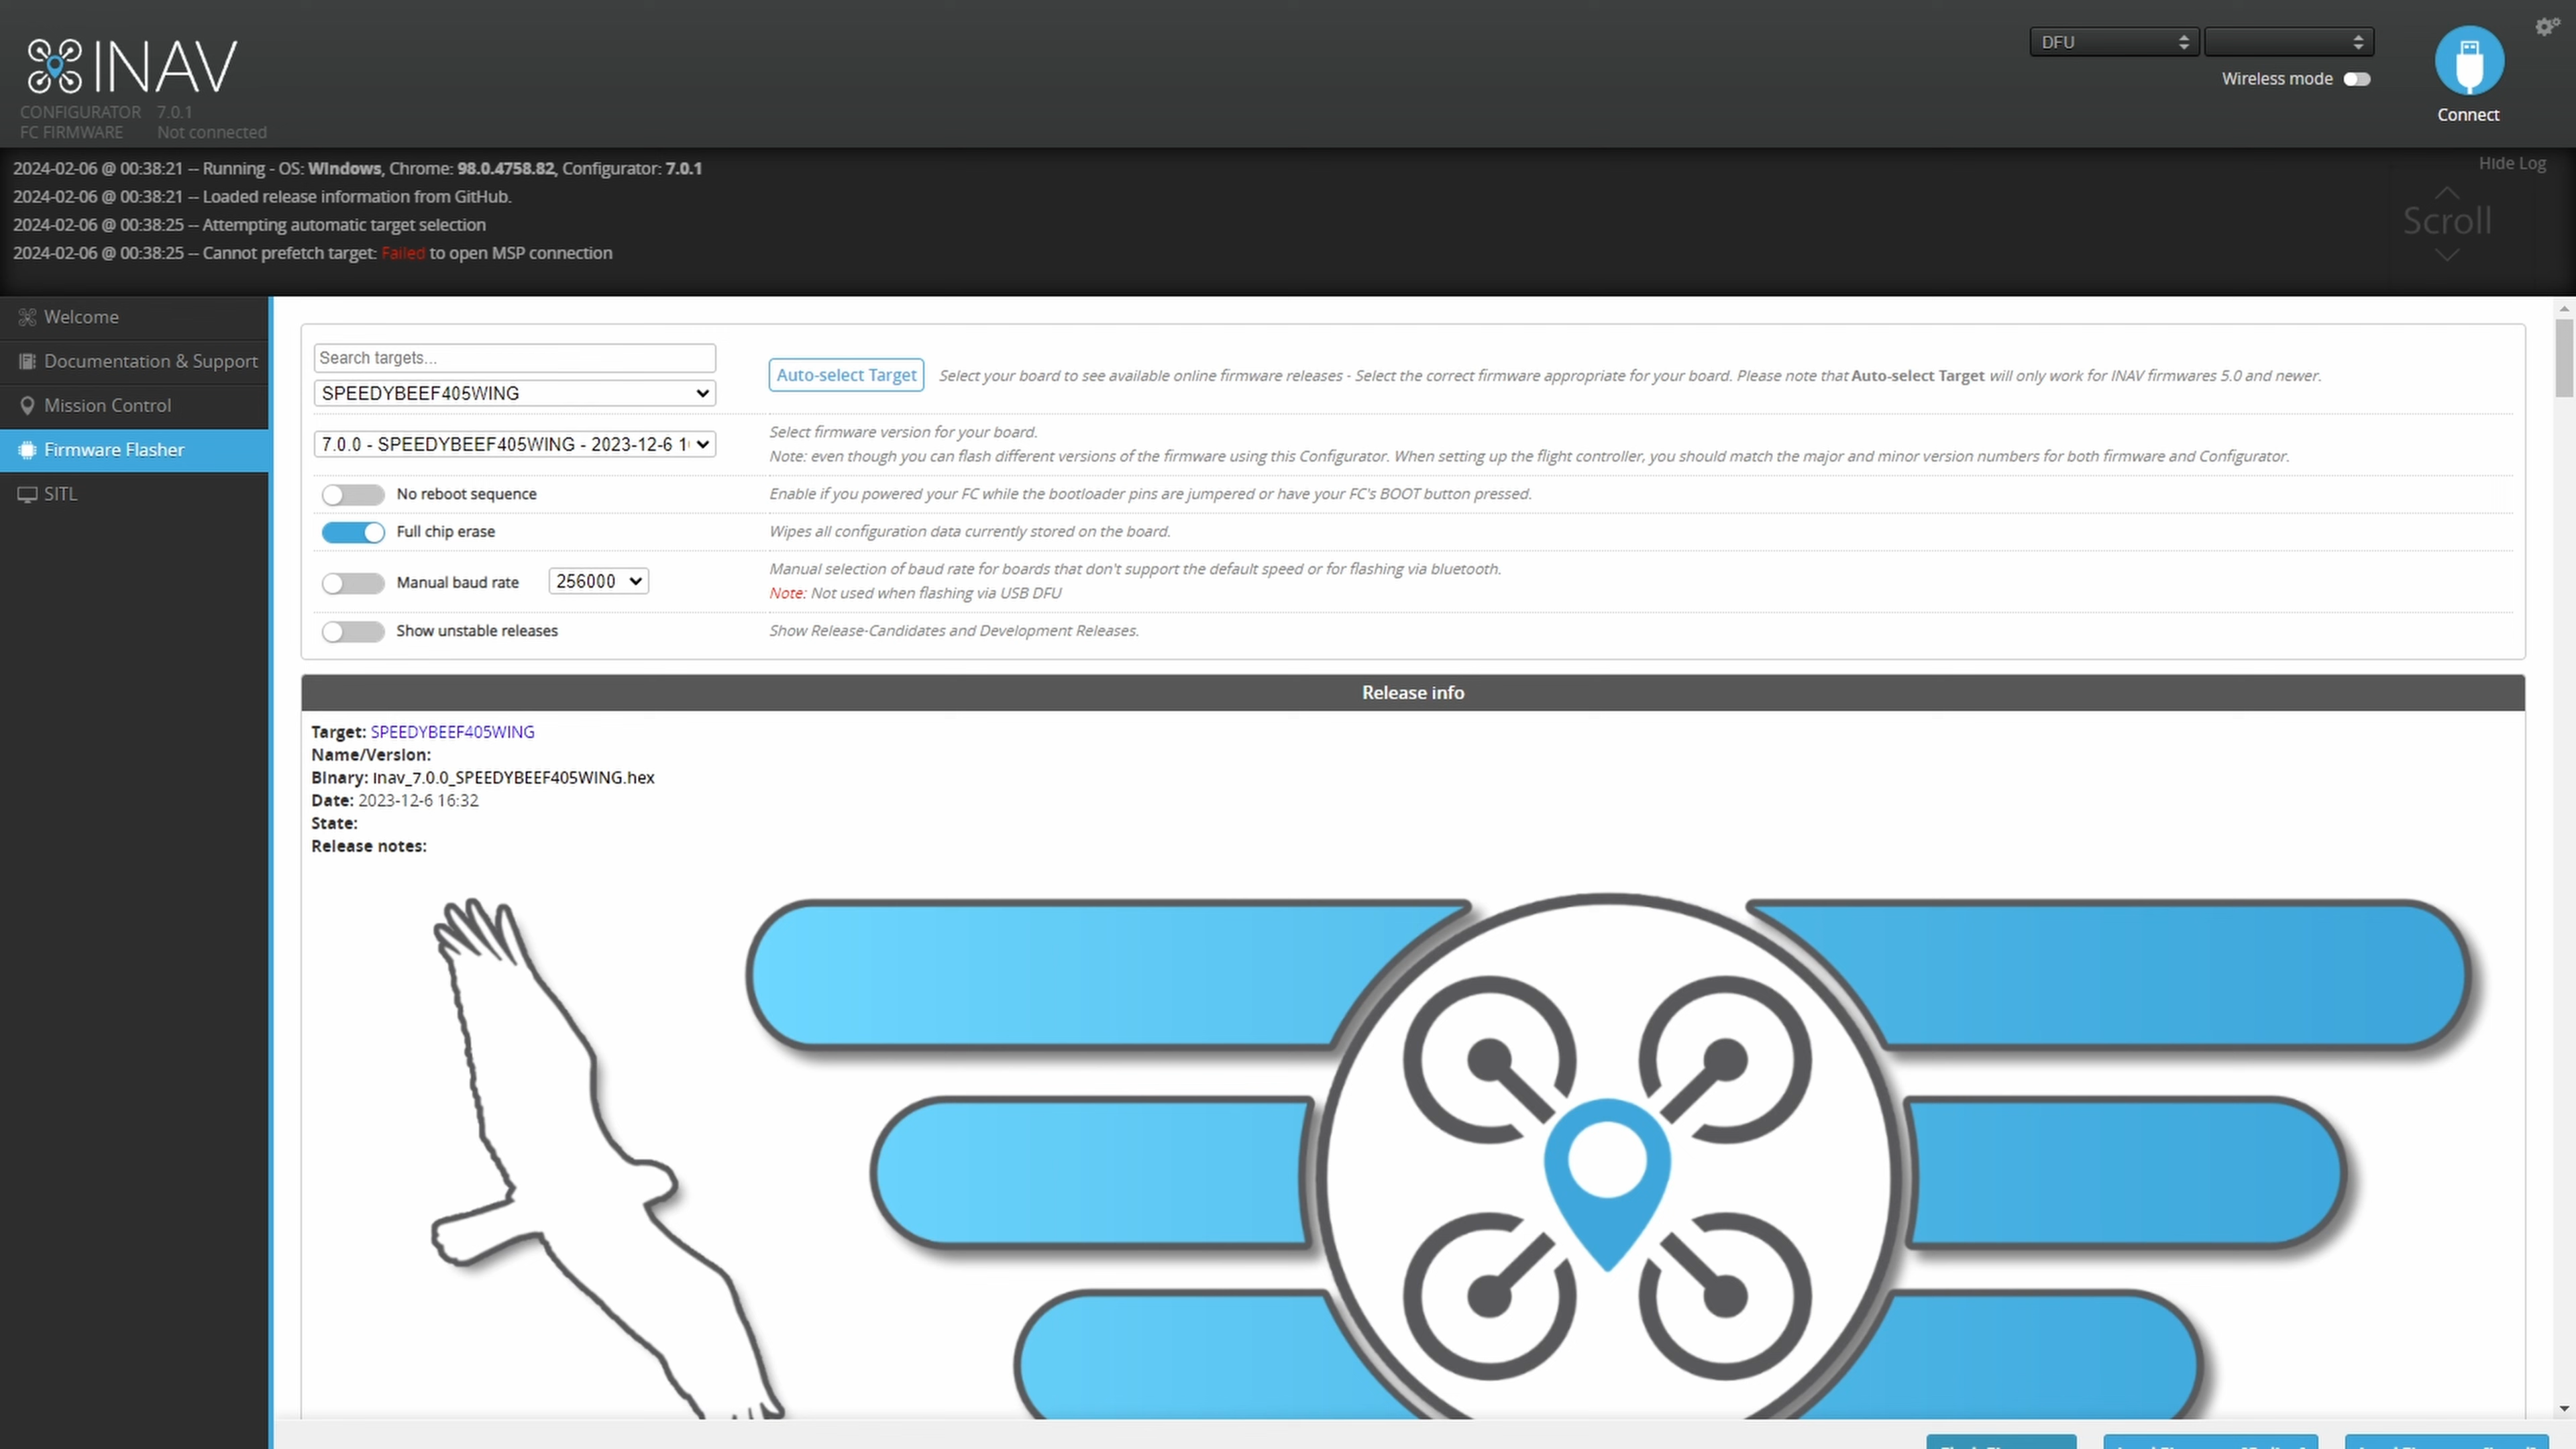 INAV
CONFIGURATOR 7.0.1
FC FIRMWARE Not connected
DFU
Wireless mode
Connect
2024-02-06 @ 00:38:21 -- Running - OS: Windows, Chrome: 98.0.4758.82, Configurator: 7.0.1
2024-02-06 @ 00:38:21 -- Loaded release information from GitHub.
2024-02-06 @ 00:38:25 -- Attempting automatic target selection
2024-02-06 @ 00:38:25 -- Cannot prefetch target: Failed to open MSP connection
Hide Log
Scroll
Welcome
Documentation & Support
Mission Control
Firmware Flasher
SITL
Search targets...
SPEEDYBEEF405WING
Auto-select Target
Select your board to see available online firmware releases - Select the correct firmware appropriate for your board. Please note that Auto-select Target will only work for INAV firmwares 5.0 and newer.
7.0.0 - SPEEDYBEEF405WING - 2023-12-6
Select firmware version for your board.
Note: even though you can flash different versions of the firmware using this Configurator. When setting up the flight controller, you should match the major and minor version numbers for both firmware and Configurator.
No reboot sequence
Enable if you powered your FC while the bootloader pins are jumpered or have your FC's BOOT button pressed.
Full chip erase
Wipes all configuration data currently stored on the board.
Manual baud rate 256000
Manual selection of baud rate for boards that don't support the default speed or for flashing via bluetooth.
Note: Not used when flashing via USB DFU
Show unstable releases
Show Release-Candidates and Development Releases.
Release info
Target: SPEEDYBEEF405WING
Name/Version:
Binary: inav_7.0.0_SPEEDYBEEF405WING.hex
Date: 2023-12-6 16:32
State:
Release notes: